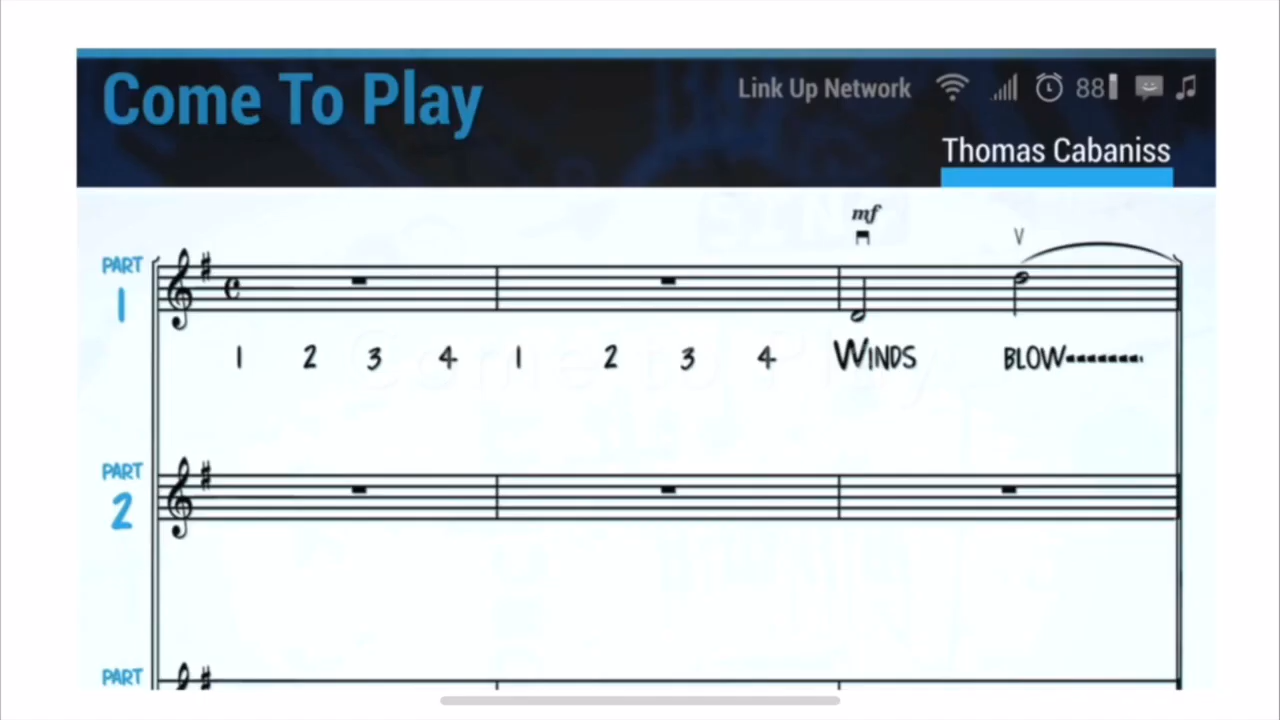 Come To Play
Link Up Network 88
Thomas Cabaniss
mf
PART
1
1 2 3 4 1 2 3 4 WINDS BLOW
PART
2
PART